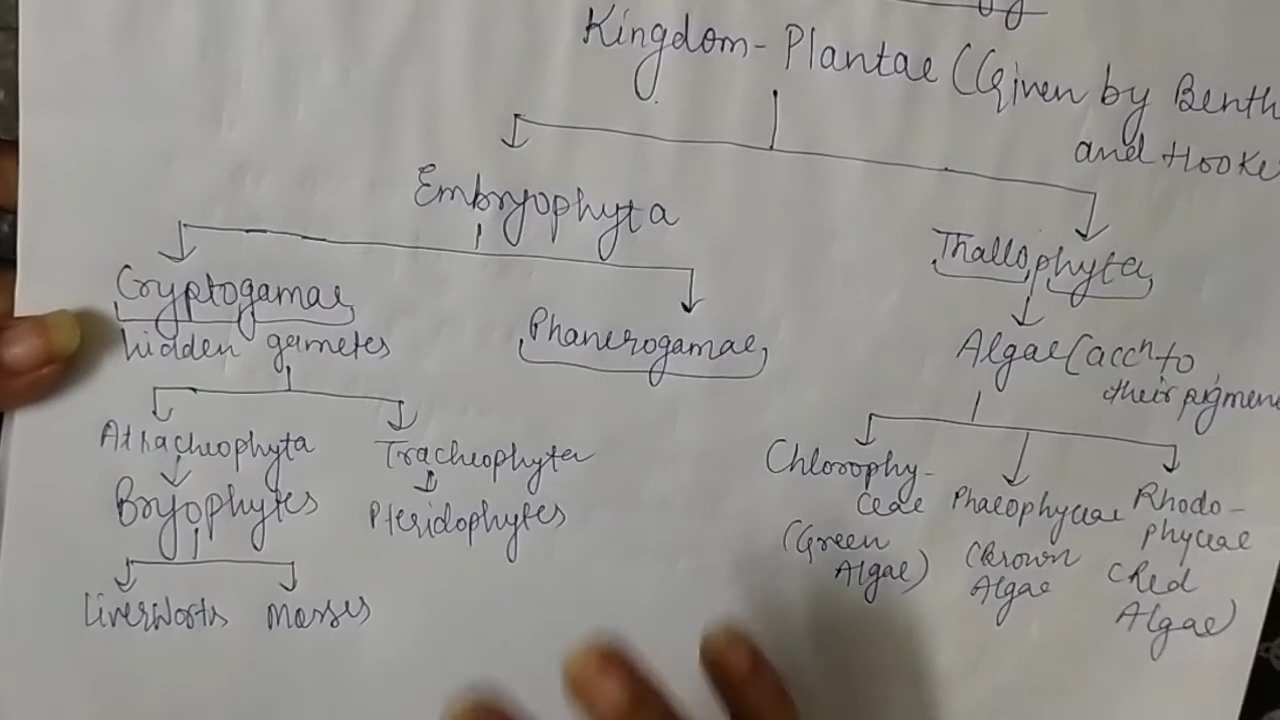 Kingdom - Plantae (Given by Benth
and Hooke
Embryophyta
Thallophyta
Cryptogamae
hidden gametes
Phanerogamae
Algae (accn to
their pigmen
Atracheophyta
Tracheophyta
Bryophytes
Pteridophytes
Liverworts Mosses
Chlorophy-
ceae
(Green
Algae)
Phaeophyceae
(Brown
Algae
Rhodo-
phyceae
(Red
Algae)